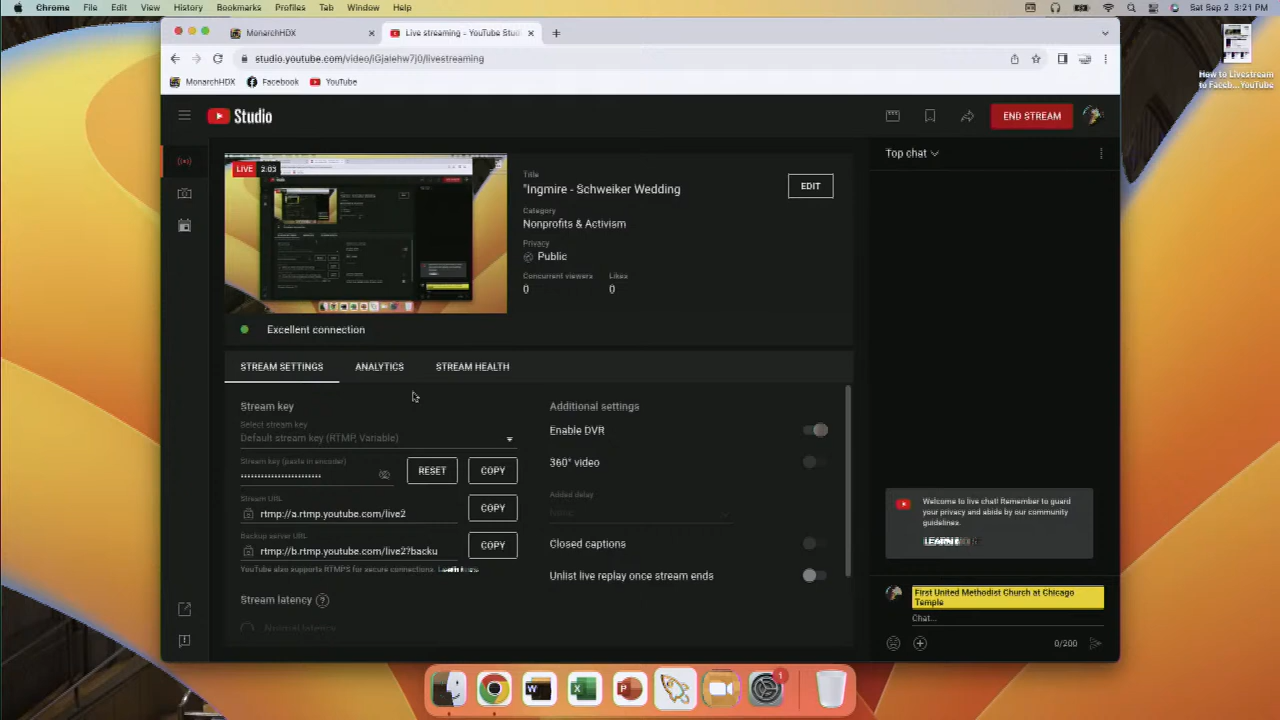 Chrome File Edit View History Bookmarks Profiles Tab Window Help Sat Sep 2 3:21 PM
MonarchHDX
Live streaming - YouTube Stud
studio.youtube.com/video/iGjaIehw7j0/livestreaming
MonarchHDX Facebook YouTube
How to Livestream
to Faceb...YouTube
Studio
END STREAM
LIVE 2:03
Title
"Ingmire - Schweiker Wedding
EDIT
Category
Nonprofits & Activism
Privacy
Public
Concurrent viewers Likes
0 0
Excellent connection
STREAM SETTINGS ANALYTICS STREAM HEALTH
Stream key
Select stream key
Default stream key (RTMP, Variable)
Stream key (paste in encoder)
RESET COPY
Stream URL
rtmp://a.rtmp.youtube.com/live2
COPY
Backup server URL
rtmp://b.rtmp.youtube.com/live2?backu
COPY
YouTube also supports RTMPS for secure connections.
Stream latency
Normal latency
Additional settings
Enable DVR
360° video
Added delay
None
Closed captions
Unlist live replay once stream ends
Top chat
Welcome to live chat! Remember to guard
your privacy and abide by our community
guidelines.
LEARN
First United Methodist Church at Chicago
Temple
Chat...
0/200
W X P 1